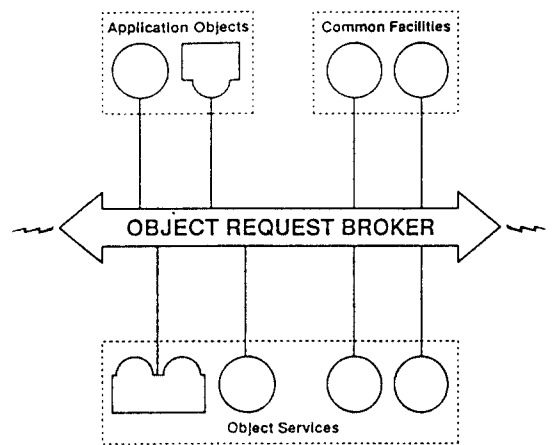 Application Objects
Common Facilities
OBJECT REQUEST BROKER
Object Services